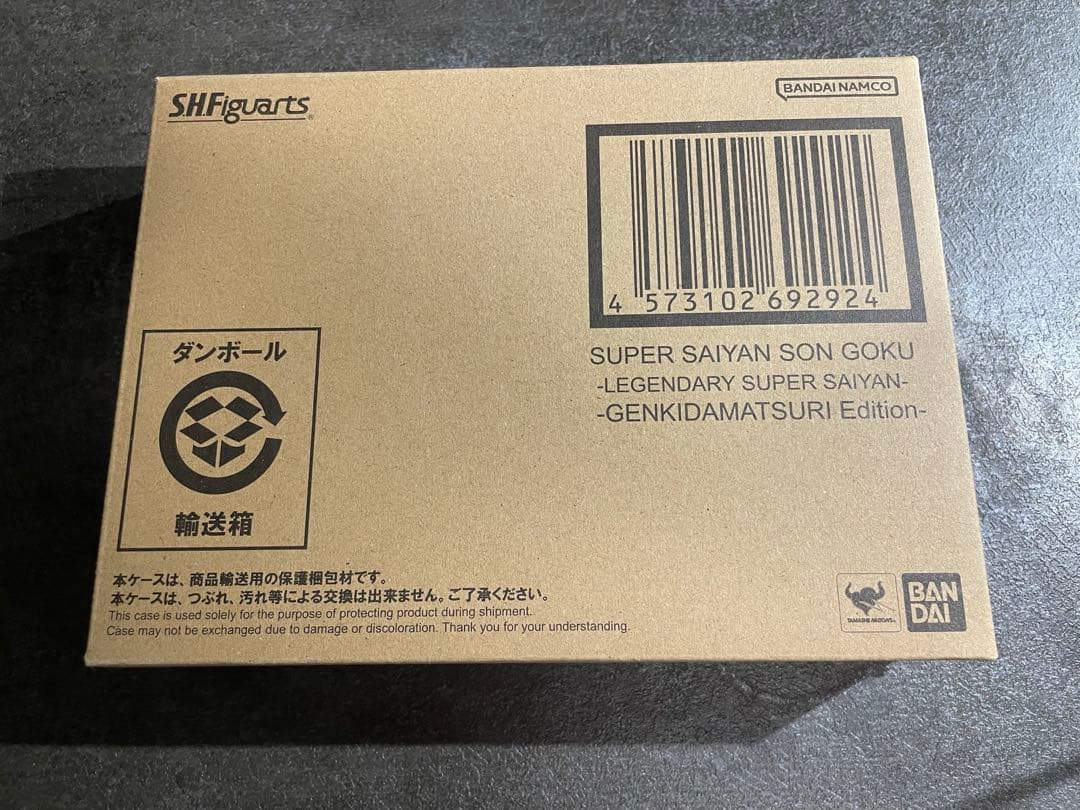 S.H.Figuarts®
BANDAI NAMCO
4 573102 692924
SUPER SAIYAN SON GOKU
-LEGENDARY SUPER SAIYAN-
-GENKIDAMATSURI Edition-
ダンボール
輸送箱
本ケースは、商品輸送用の保護梱包材です。
本ケースは、つぶれ、汚れ等による交換は出来ません。ご了承ください。
This case is used solely for the purpose of protecting product during shipment.
Case may not be exchanged due to damage or discoloration. Thank you for your understanding.
TAMASHII NATIONS®
BAN
DAI